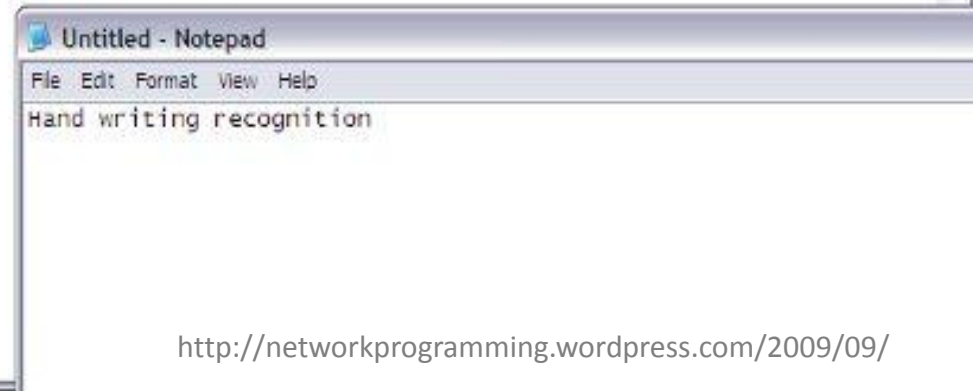 Untitled - Notepad
File Edit Format View Help
Hand writing recognition
http://networkprogramming.wordpress.com/2009/09/